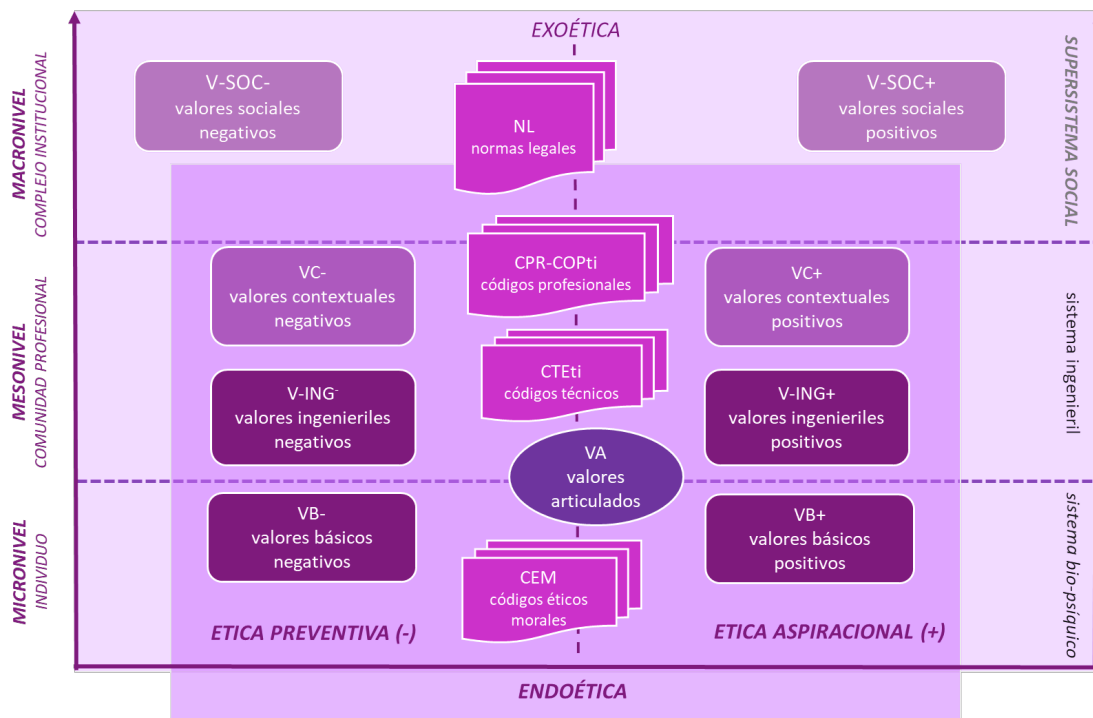 EXOÉTICA
MACRONIVEL
COMPLEJO INSTITUCIONAL
V-SOC-
valores sociales
negativos
NL
normas legales
V-SOC+
valores sociales
positivos
SUPERSISTEMA SOCIAL
MESONIVEL
COMUNIDAD PROFESIONAL
VC-
valores contextuales
negativos
CPR-COPti
códigos profesionales
VC+
valores contextuales
positivos
sistema ingenieril
V-ING-
valores ingenieriles
negativos
CTEti
códigos técnicos
V-ING+
valores ingenieriles
positivos
VA
valores
articulados
MICRONIVEL
INDIVIDUO
VB-
valores básicos
negativos
CEM
códigos éticos
morales
VB+
valores básicos
positivos
sistema bio-psíquico
ETICA PREVENTIVA (-)
ETICA ASPIRACIONAL (+)
ENDOÉTICA